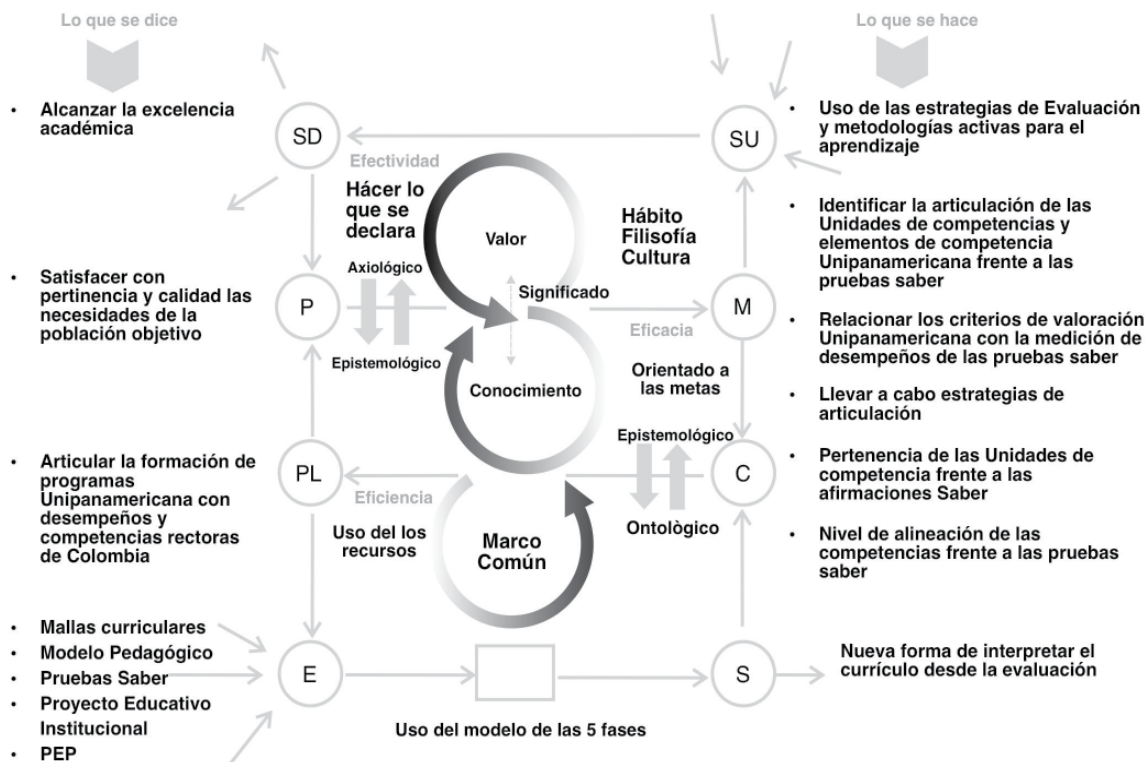 Lo que se dice
• Alcanzar la excelencia
académica
• Satisfacer con
pertinencia y calidad las
necesidades de la
población objetivo
• Articular la formación de
programas
Unipanamericana con
desempeños y
competencias rectoras
de Colombia
• Mallas curriculares
• Modelo Pedagógico
• Pruebas Saber
• Proyecto Educativo
Institucional
• PEP
SD
P
PL
E
Efectividad
Hácer lo
que se
declara
Axiológico
Epistemológico
Eficiencia
Uso del los
recursos
Valor
Significado
Conocimiento
Marco
Común
Uso del modelo de las 5 fases
Hábito
Filosofía
Cultura
Eficacia
Orientado a
las metas
Epistemológico
Ontològico
SU
M
C
S
Lo que se hace
• Uso de las estrategias de Evaluación
y metodologías activas para el
aprendizaje
• Identificar la articulación de las
Unidades de competencias y
elementos de competencia
Unipanamericana frente a las
pruebas saber
• Relacionar los criterios de valoración
Unipanamericana con la medición de
desempeños de las pruebas saber
• Llevar a cabo estrategias de
articulación
• Pertenencia de las Unidades de
competencia frente a las
afirmaciones Saber
• Nivel de alineación de las
competencias frente a las pruebas
saber
Nueva forma de interpretar el
currículo desde la evaluación